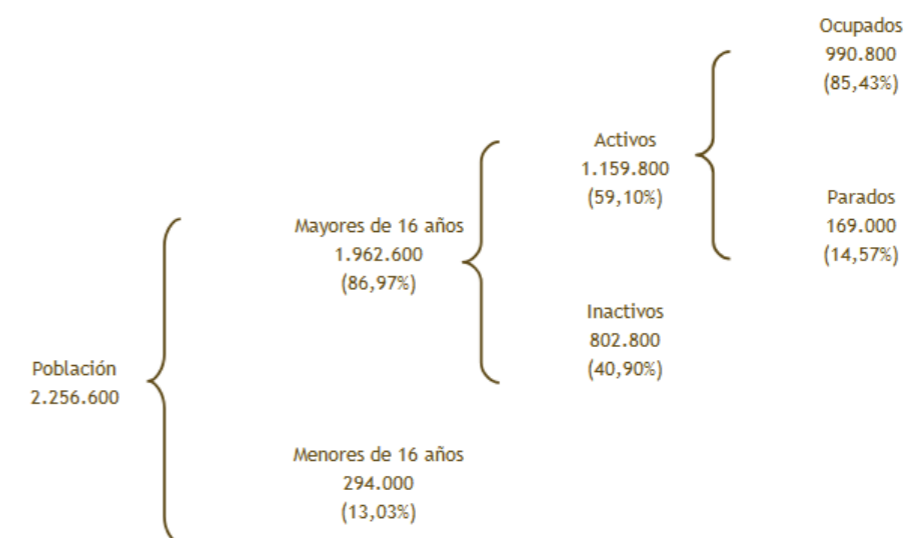 Ocupados
990.800
(85,43%)
Activos
1.159.800
(59,10%)
Parados
169.000
(14,57%)
Mayores de 16 años
1.962.600
(86,97%)
Inactivos
802.800
(40,90%)
Población
2.256.600
Menores de 16 años
294.000
(13,03%)